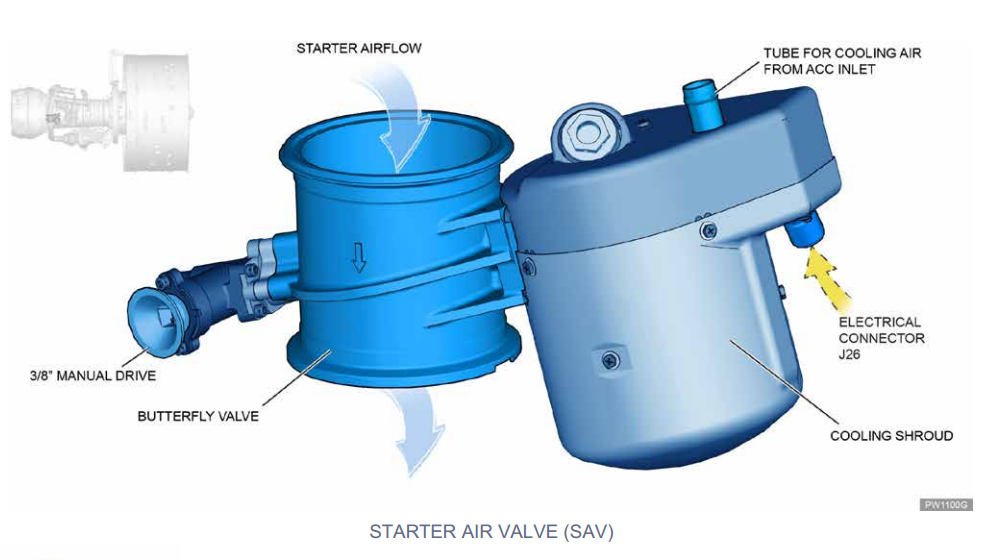 STARTER AIRFLOW
TUBE FOR COOLING AIR
FROM ACC INLET
ELECTRICAL
CONNECTOR
J26
3/8" MANUAL DRIVE
BUTTERFLY VALVE
COOLING SHROUD
PW1100G
STARTER AIR VALVE (SAV)